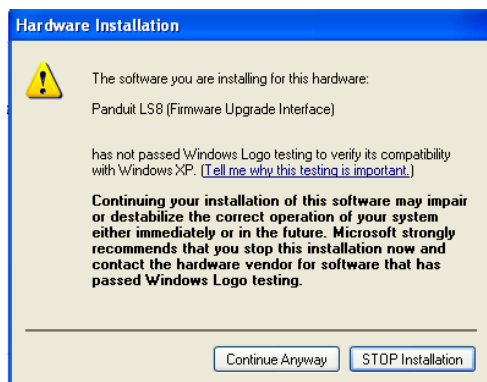 Hardware Installation
The software you are installing for this hardware:
Panduit LS8 (Firmware Upgrade Interface)
has not passed Windows Logo testing to verify its compatibility
with Windows XP. (Tell me why this testing is important.)
Continuing your installation of this software may impair
or destabilize the correct operation of your system
either immediately or in the future. Microsoft strongly
recommends that you stop this installation now and
contact the hardware vendor for software that has
passed Windows Logo testing.
Continue Anyway
STOP Installation